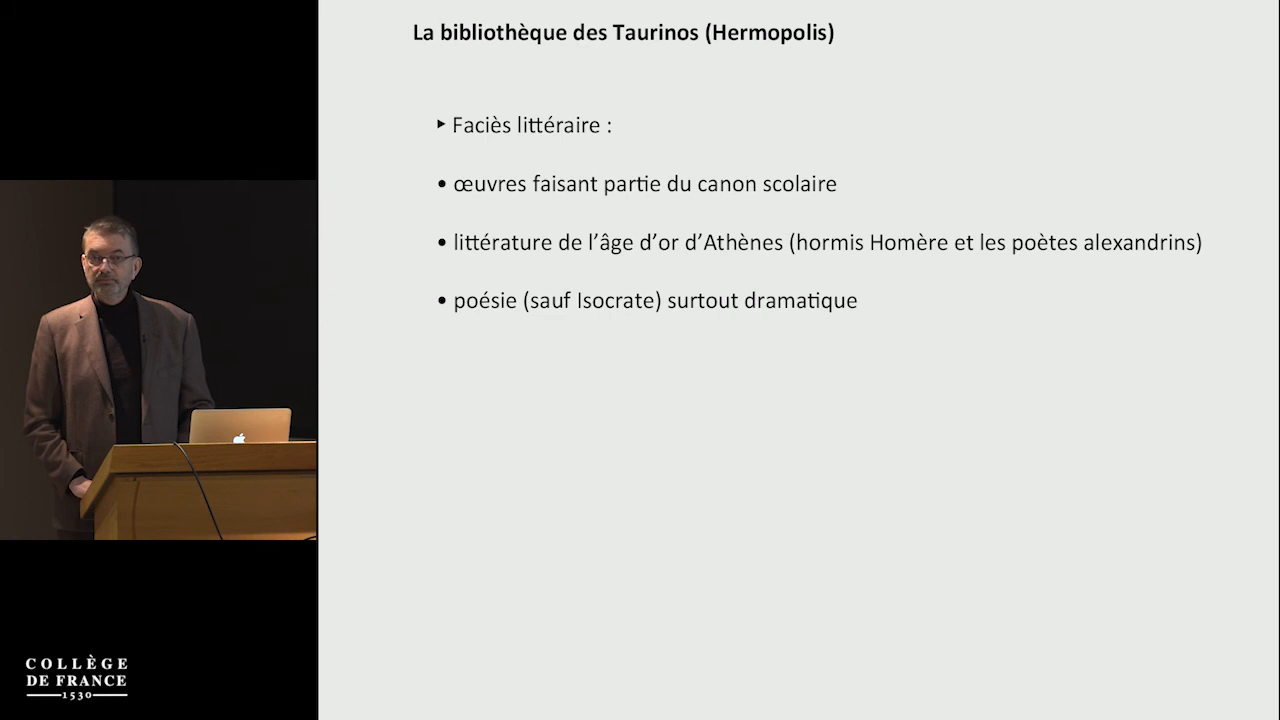 La bibliothèque des Taurinos (Hermopolis)
‣ Faciès littéraire :
• œuvres faisant partie du canon scolaire
• littérature de l’âge d’or d’Athènes (hormis Homère et les poètes alexandrins)
• poésie (sauf Isocrate) surtout dramatique
COLLÈGE
DE FRANCE
1530